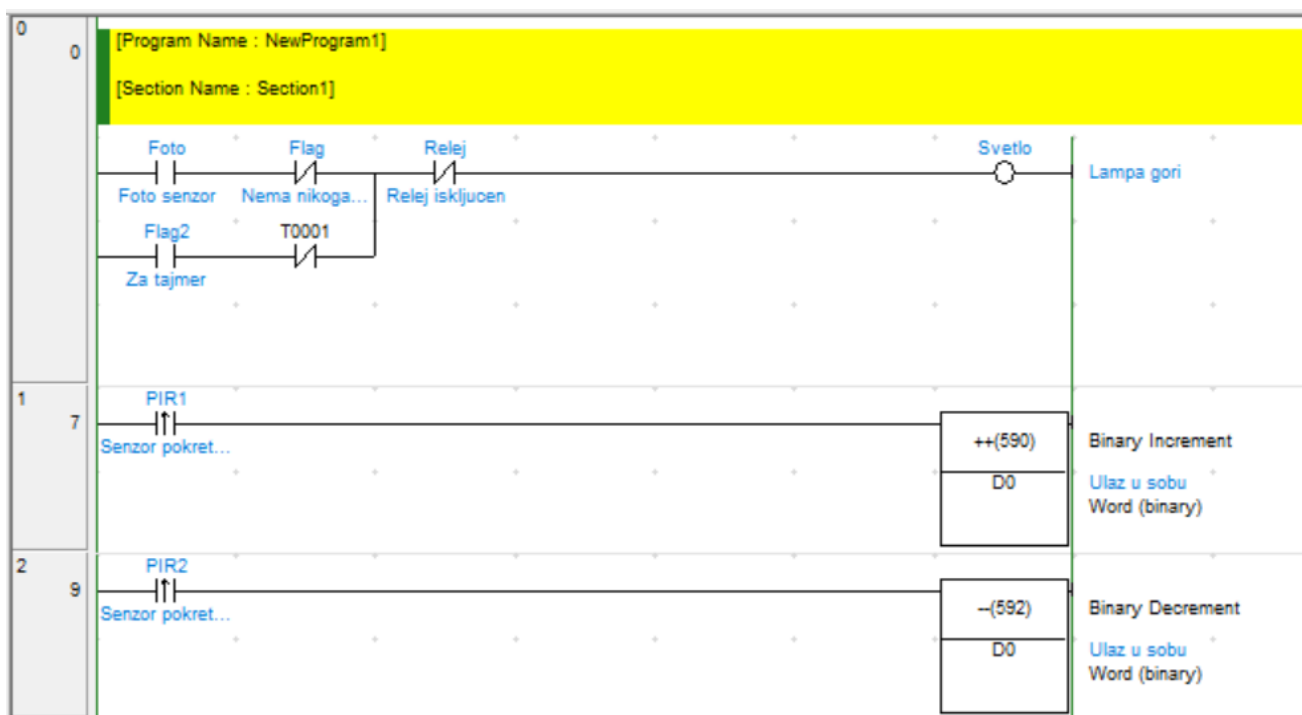 0
0
[Program Name : NewProgram1]
[Section Name : Section1]
Foto Flag Relej Svetlo
Foto senzor Nema nikoga... Relej iskljucen Lampa gori
Flag2 T0001
Za tajmer
1
7
PIR1
Senzor pokret...
++(590) Binary Increment
D0 Ulaz u sobu
Word (binary)
2
9
PIR2
Senzor pokret...
--(592) Binary Decrement
D0 Ulaz u sobu
Word (binary)